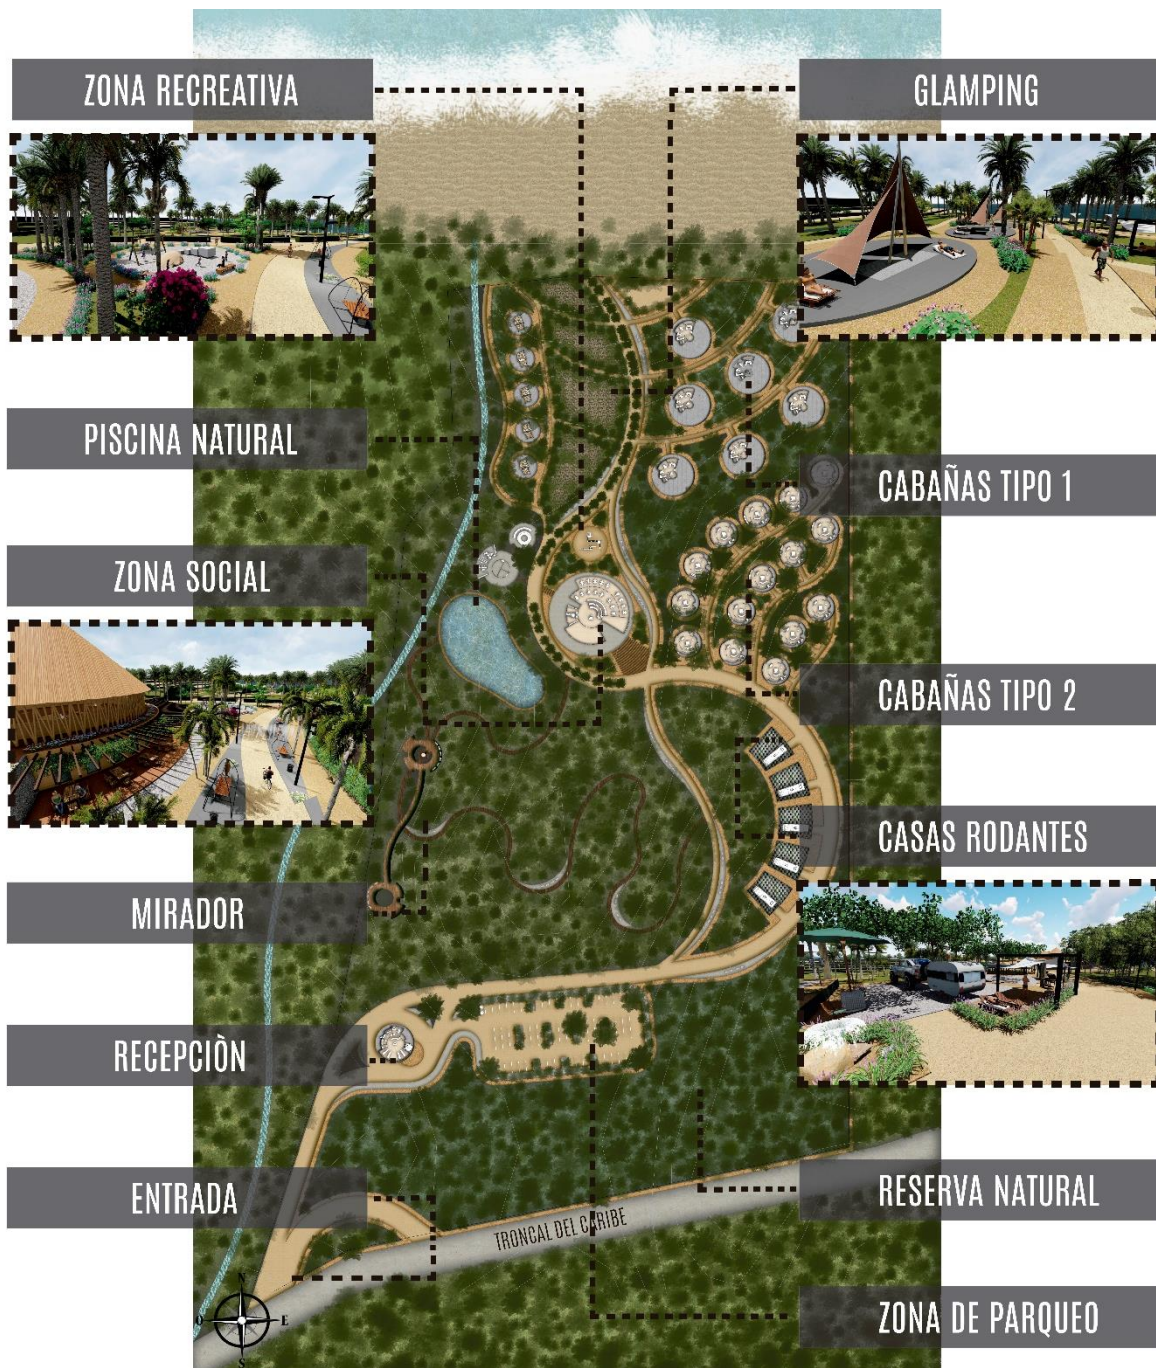 ZONA RECREATIVA
GLAMPING
PISCINA NATURAL
CABAÑAS TIPO 1
ZONA SOCIAL
CABAÑAS TIPO 2
CASAS RODANTES
MIRADOR
RECEPCIÒN
ENTRADA
RESERVA NATURAL
TRONCAL DEL CARIBE
ZONA DE PARQUEO
N
O
E
S